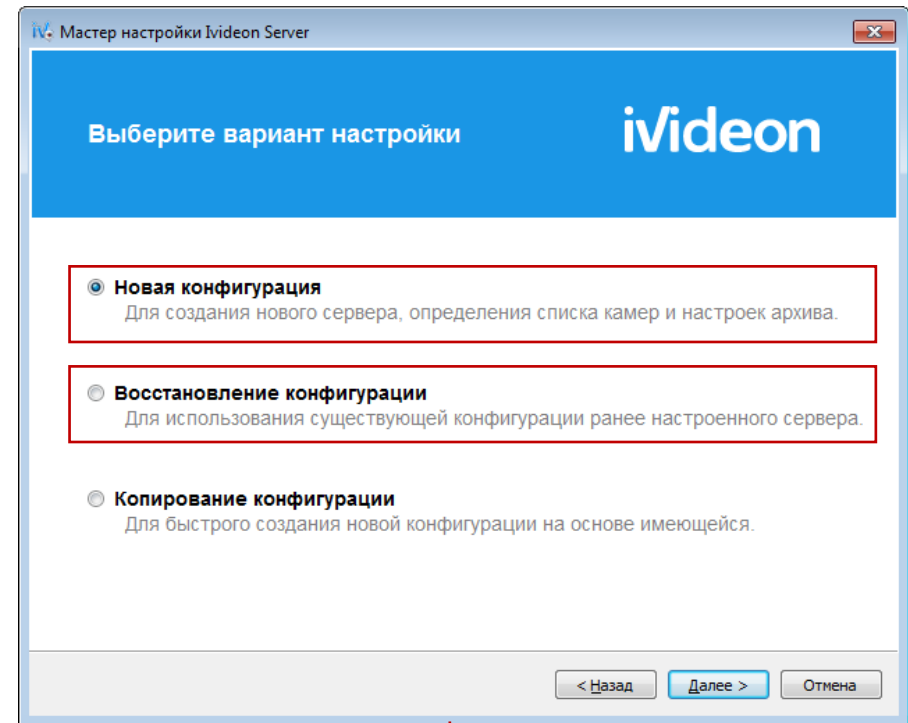 Мастер настройки Ivideon Server
Выберите вариант настройки
ivideon
Новая конфигурация
Для создания нового сервера, определения списка камер и настроек архива.
Восстановление конфигурации
Для использования существующей конфигурации ранее настроенного сервера.
Копирование конфигурации
Для быстрого создания новой конфигурации на основе имеющейся.
< Назад Далее > Отмена